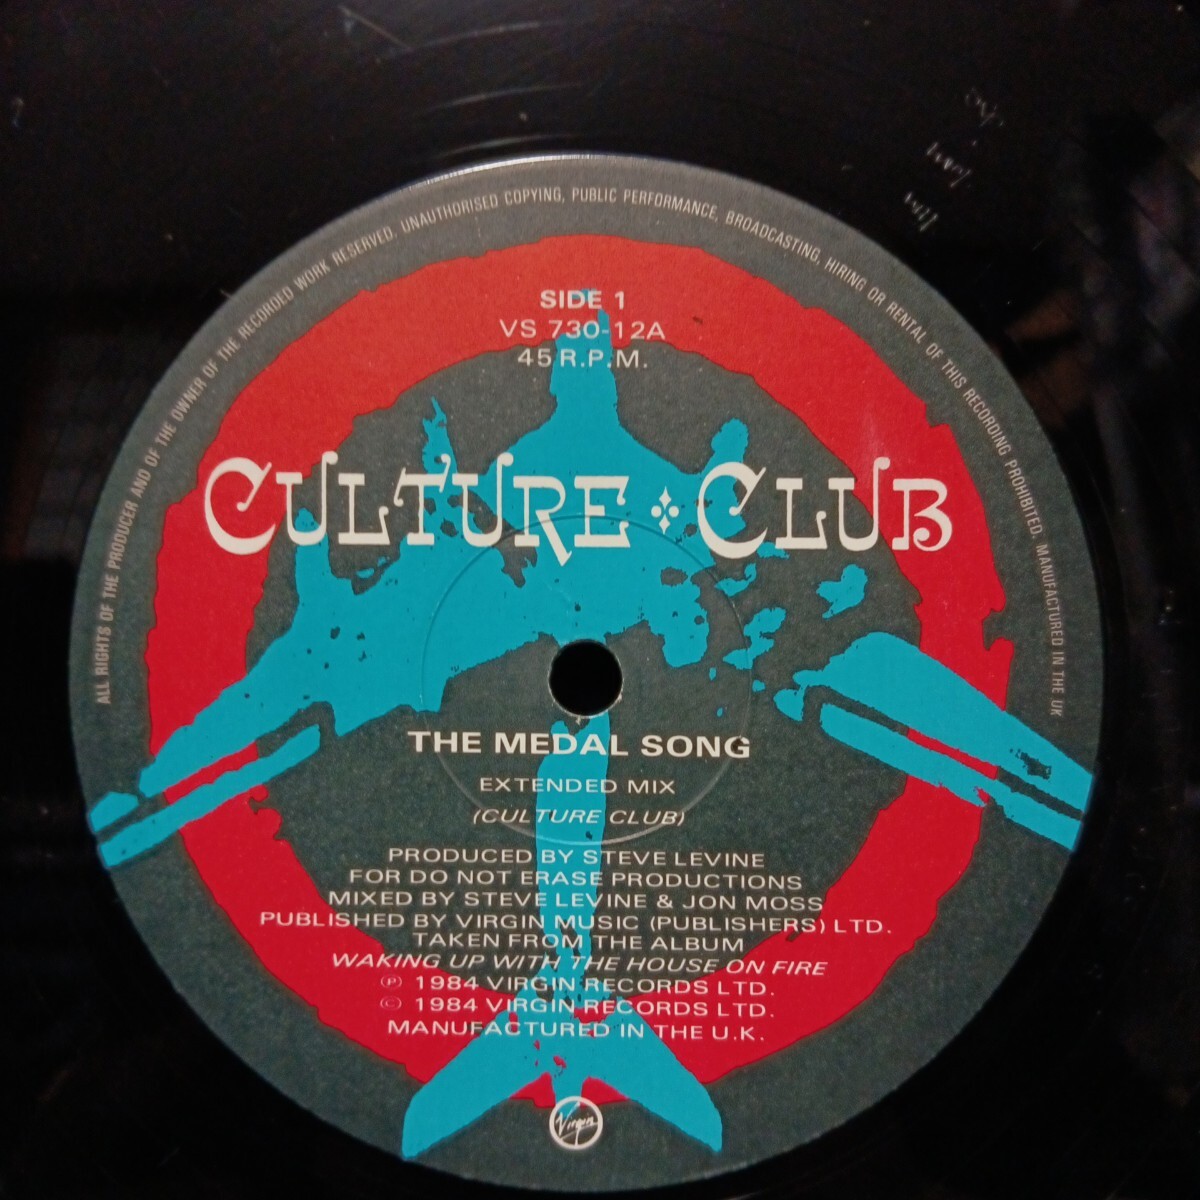 ALL RIGHTS OF THE PRODUCER AND OF THE OWNER OF THE RECORDED WORK RESERVED. UNAUTHORISED COPYING, PUBLIC PERFORMANCE, BROADCASTING, HIRING OR RENTAL OF THIS RECORDING PROHIBITED. MANUFACTURED IN THE UK
SIDE 1
VS 730-12A
45 R.P.M.
CULTURE CLUB
THE MEDAL SONG
EXTENDED MIX
(CULTURE CLUB)
PRODUCED BY STEVE LEVINE
FOR DO NOT ERASE PRODUCTIONS
MIXED BY STEVE LEVINE & JON MOSS
PUBLISHED BY VIRGIN MUSIC (PUBLISHERS) LTD.
TAKEN FROM THE ALBUM
WAKING UP WITH THE HOUSE ON FIRE
℗ 1984 VIRGIN RECORDS LTD.
© 1984 VIRGIN RECORDS LTD.
MANUFACTURED IN THE U.K.
Virgin